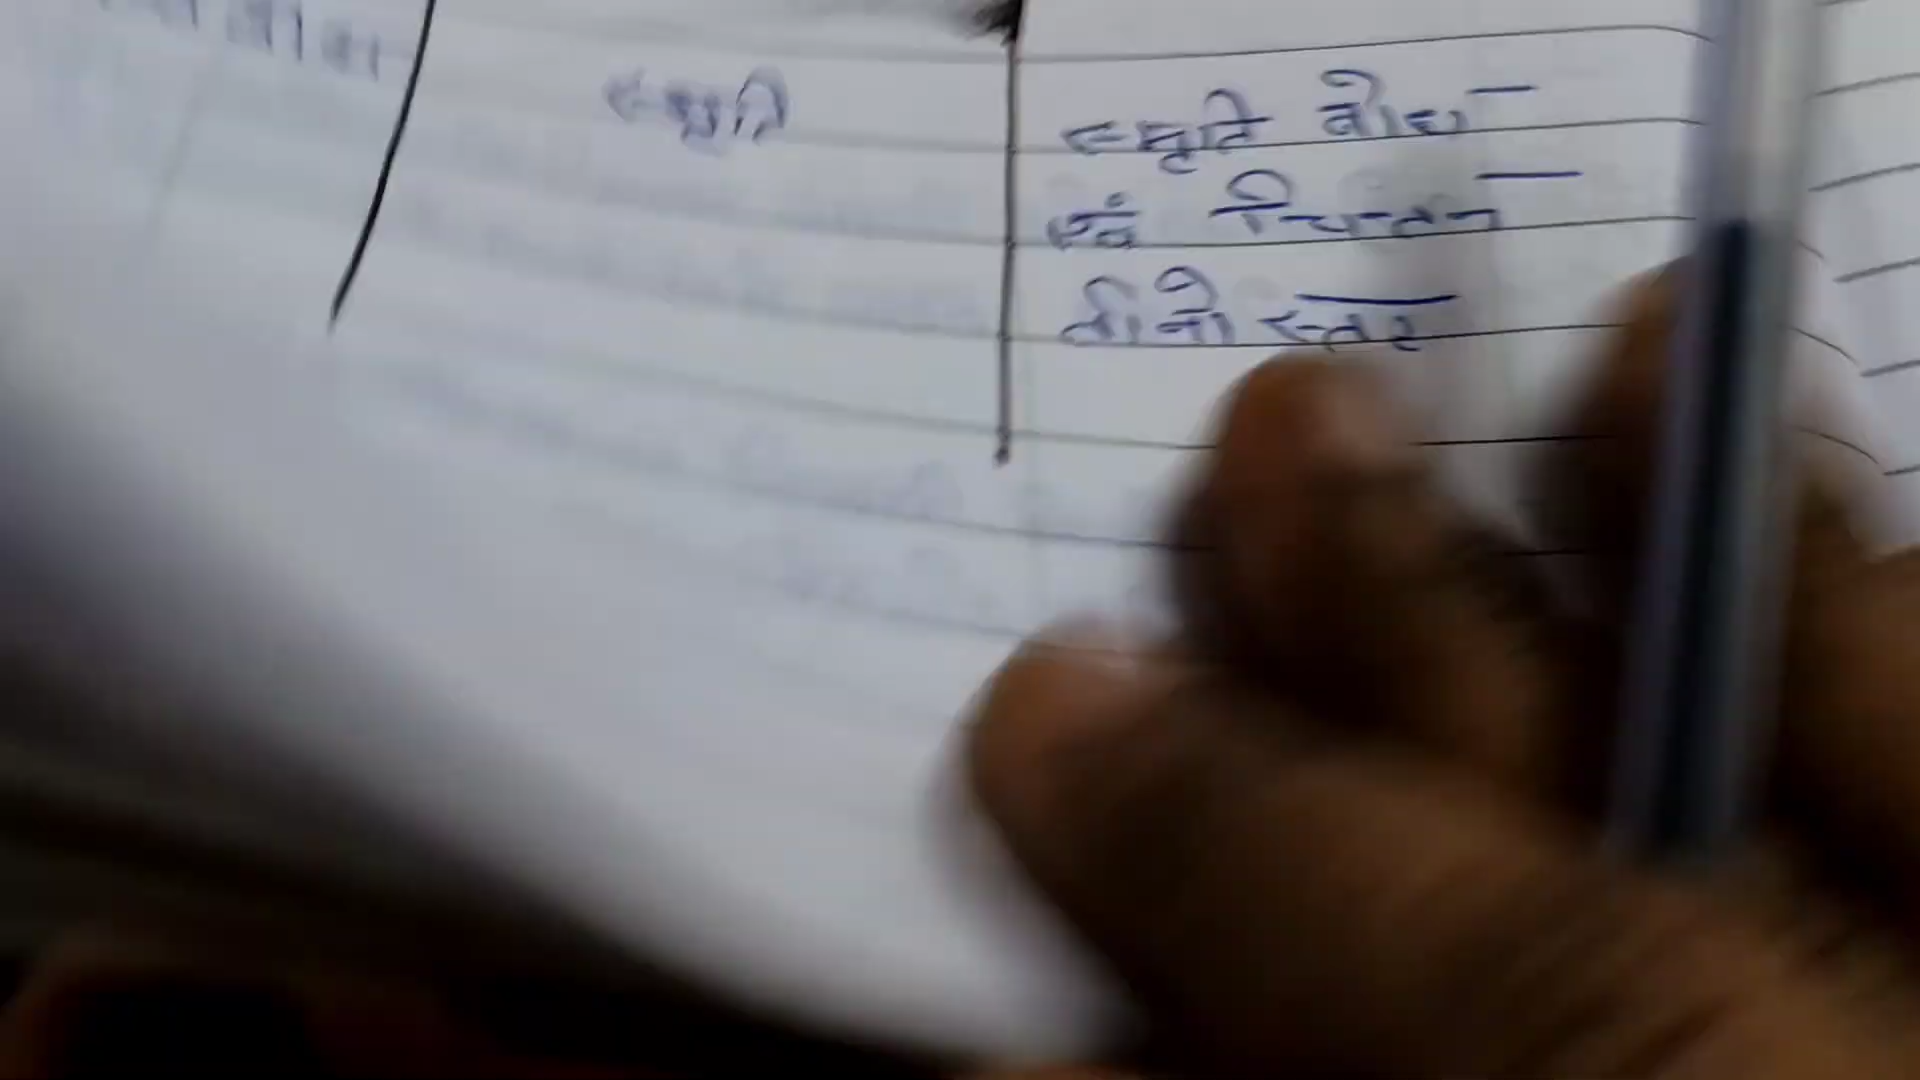 स्मृति
स्मृति बोध
एवं चिन्तन
तीनो स्तर